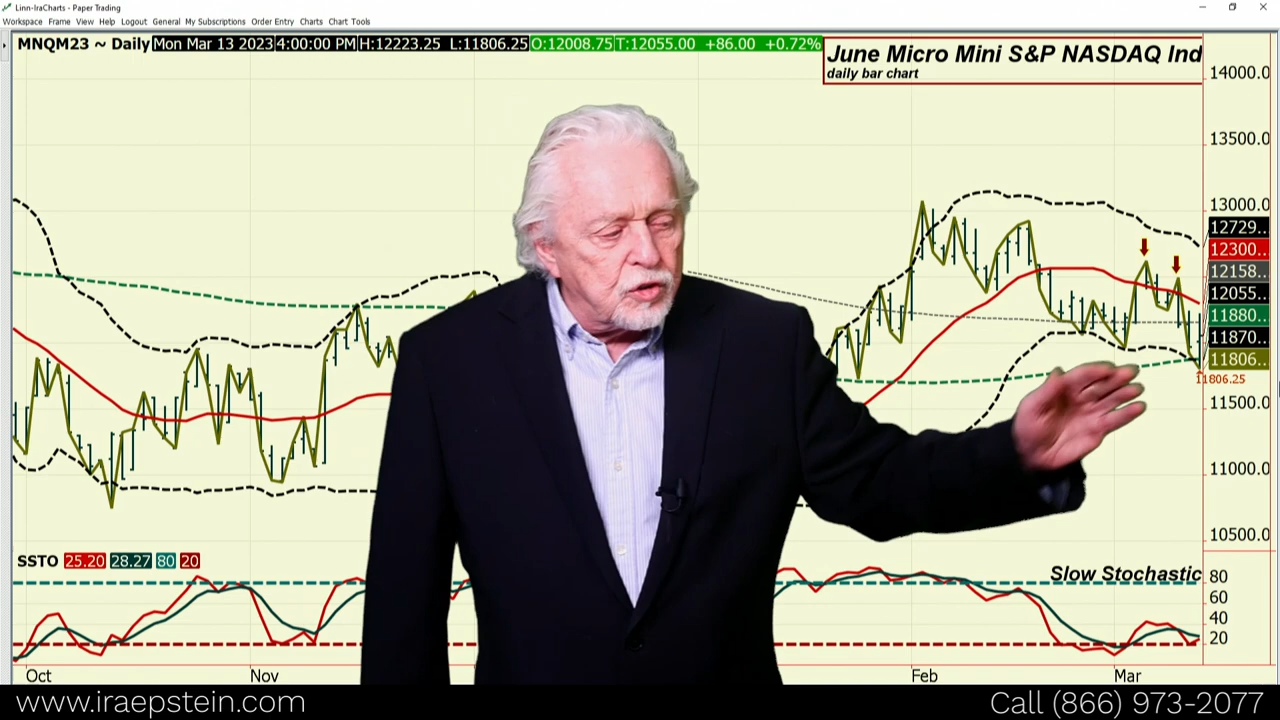 Linn-IraCharts - Paper Trading
Workspace Frame View Help Logout General My Subscriptions Order Entry Charts Chart Tools
MNQM23 ~ Daily Mon Mar 13 2023 4:00:00 PM H:12223.25 L:11806.25 O:12008.75 T:12055.00 +86.00 +0.72%
June Micro Mini S&P NASDAQ Ind
daily bar chart
14000.0
13500.0
13000.0
12729..
12300..
12158..
12055..
11880..
11870..
11806..
11806.25
11500.0
11000.0
10500.0
SSTO 25.20 28.27 80 20
Slow Stochastic
80
60
40
20
Oct Nov Feb Mar
www.iraepstein.com Call (866) 973-2077